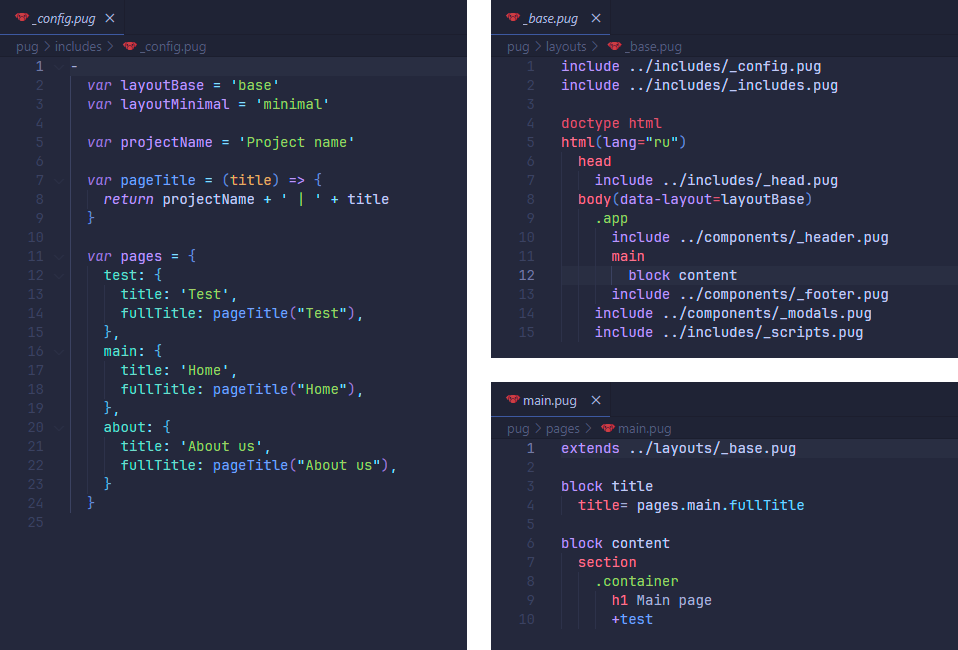 _config.pug ×
pug > includes > _config.pug
1 -
2 var layoutBase = 'base'
3 var layoutMinimal = 'minimal'
4
5 var projectName = 'Project name'
6
7 var pageTitle = (title) => {
8 return projectName + ' | ' + title
9 }
10
11 var pages = {
12 test: {
13 title: 'Test',
14 fullTitle: pageTitle("Test"),
15 },
16 main: {
17 title: 'Home',
18 fullTitle: pageTitle("Home"),
19 },
20 about: {
21 title: 'About us',
22 fullTitle: pageTitle("About us"),
23 }
24 }
25
_base.pug ×
pug > layouts > _base.pug
1 include ../includes/_config.pug
2 include ../includes/_includes.pug
3
4 doctype html
5 html(lang="ru")
6 head
7 include ../includes/_head.pug
8 body(data-layout=layoutBase)
9 .app
10 include ../components/_header.pug
11 main
12 block content
13 include ../components/_footer.pug
14 include ../components/_modals.pug
15 include ../includes/_scripts.pug
main.pug ×
pug > pages > main.pug
1 extends ../layouts/_base.pug
2
3 block title
4 title= pages.main.fullTitle
5
6 block content
7 section
8 .container
9 h1 Main page
10 +test